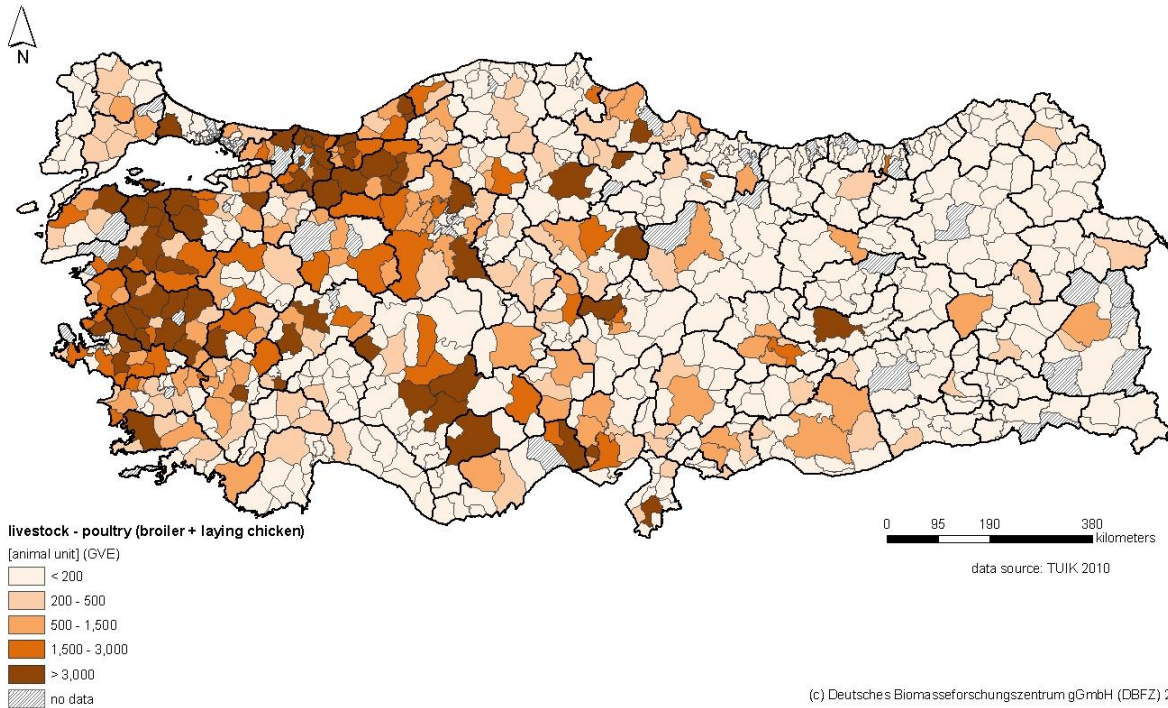 N
livestock - poultry (broiler + laying chicken)
[animal unit] (GVE)
< 200
200 - 500
500 - 1,500
1,500 - 3,000
> 3,000
no data
0 95 190 380
kilometers
data source: TUIK 2010
(c) Deutsches Biomasseforschungszentrum gGmbH (DBFZ) 2